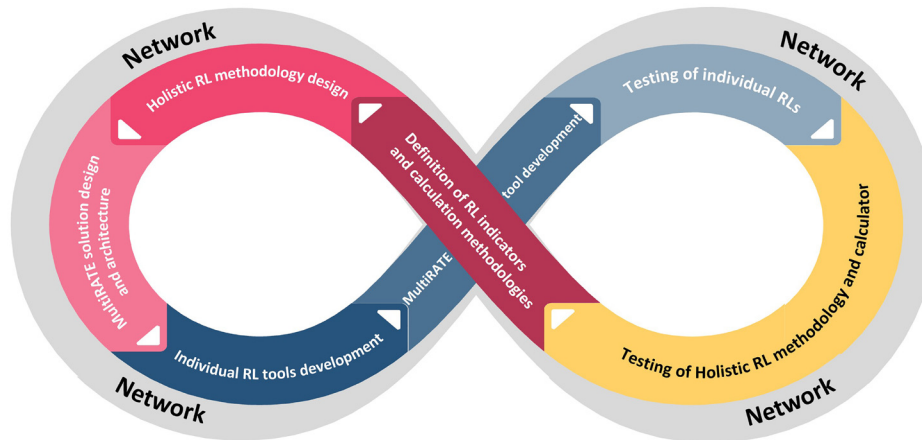 Network
Network
Holistic RL methodology design
Testing of individual RLs
Definition of RL indicators
and calculation methodologies
MultiRATE
tool development
MultiRATE solution design
and architecture
Individual RL tools development
Testing of Holistic RL methodology and calculator
Network
Network